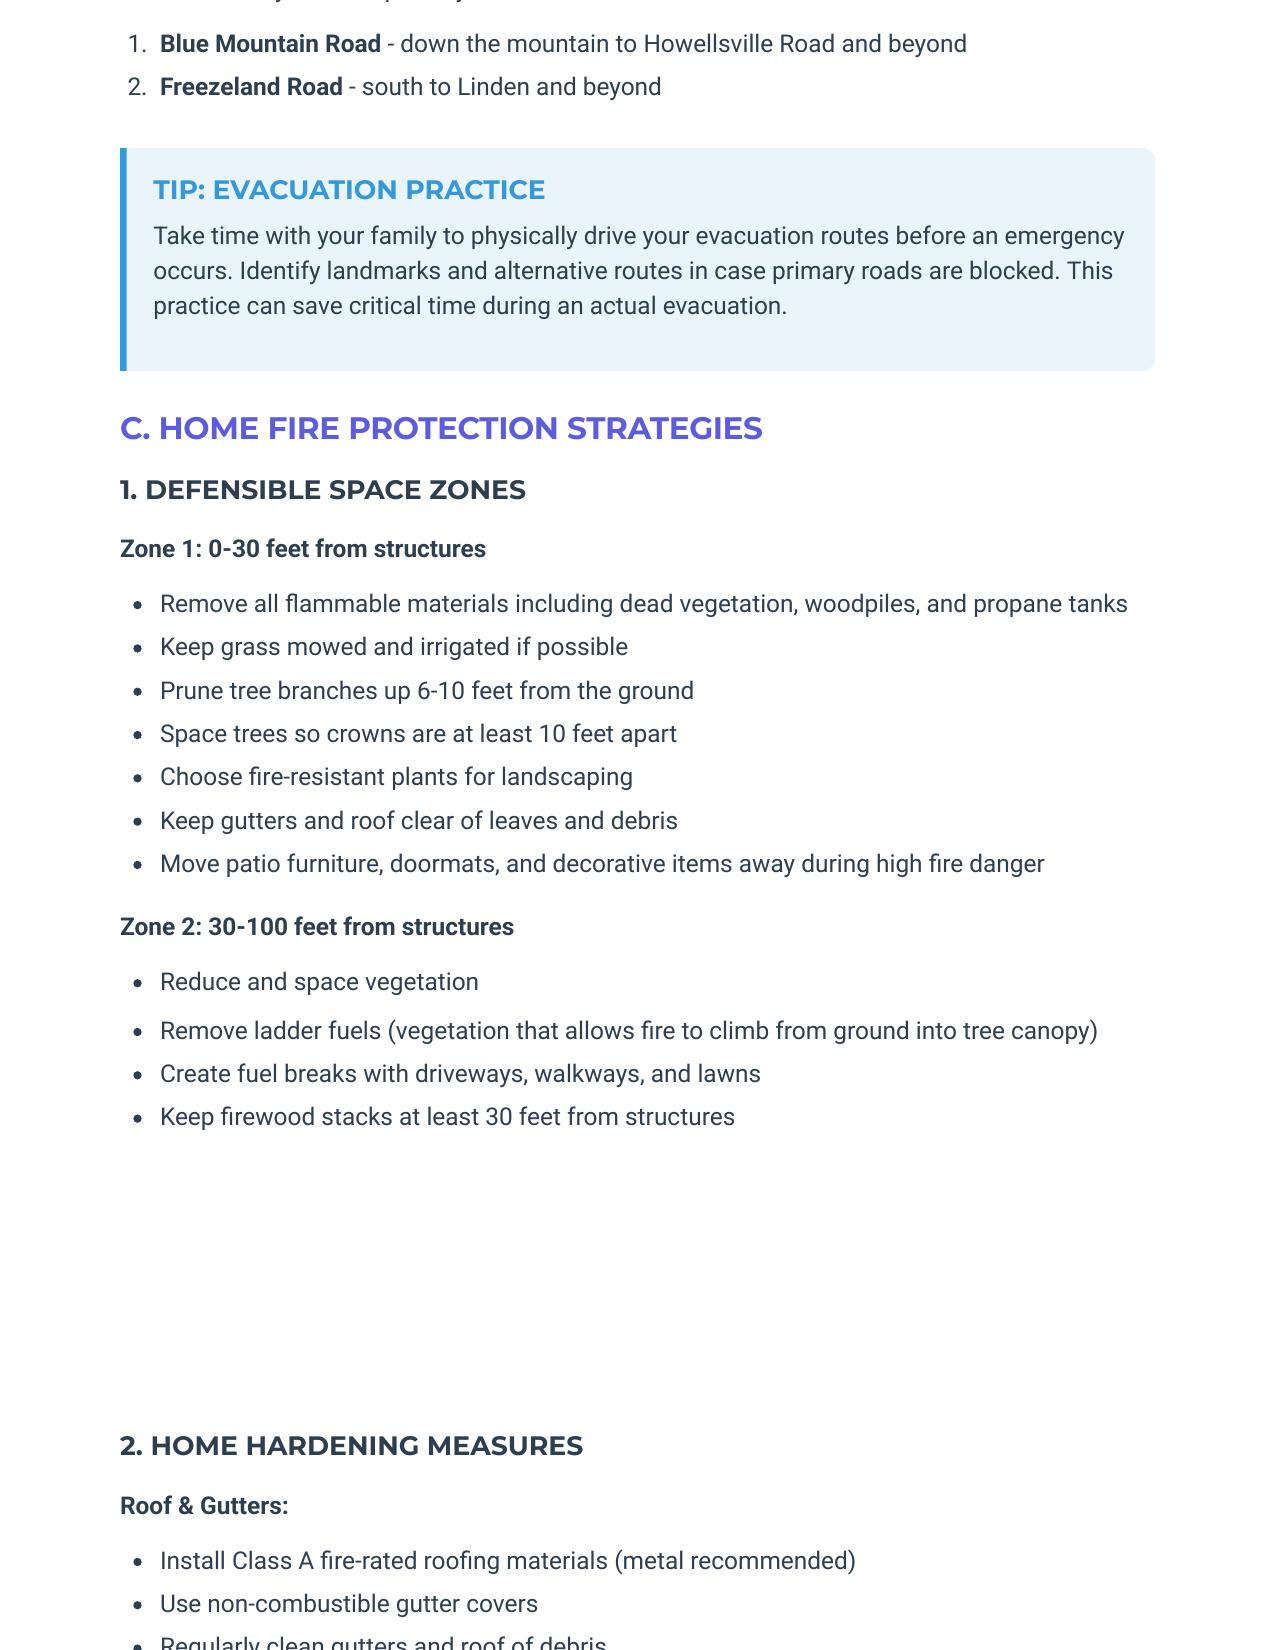 1. Blue Mountain Road - down the mountain to Howellsville Road and beyond
2. Freezeland Road - south to Linden and beyond
TIP: EVACUATION PRACTICE
Take time with your family to physically drive your evacuation routes before an emergency
occurs. Identify landmarks and alternative routes in case primary roads are blocked. This
practice can save critical time during an actual evacuation.
C. HOME FIRE PROTECTION STRATEGIES
1. DEFENSIBLE SPACE ZONES
Zone 1: 0-30 feet from structures
• Remove all flammable materials including dead vegetation, woodpiles, and propane tanks
• Keep grass mowed and irrigated if possible
• Prune tree branches up 6-10 feet from the ground
• Space trees so crowns are at least 10 feet apart
• Choose fire-resistant plants for landscaping
• Keep gutters and roof clear of leaves and debris
• Move patio furniture, doormats, and decorative items away during high fire danger
Zone 2: 30-100 feet from structures
• Reduce and space vegetation
• Remove ladder fuels (vegetation that allows fire to climb from ground into tree canopy)
• Create fuel breaks with driveways, walkways, and lawns
• Keep firewood stacks at least 30 feet from structures
2. HOME HARDENING MEASURES
Roof & Gutters:
• Install Class A fire-rated roofing materials (metal recommended)
• Use non-combustible gutter covers
• Regularly clean gutters and roof of debris